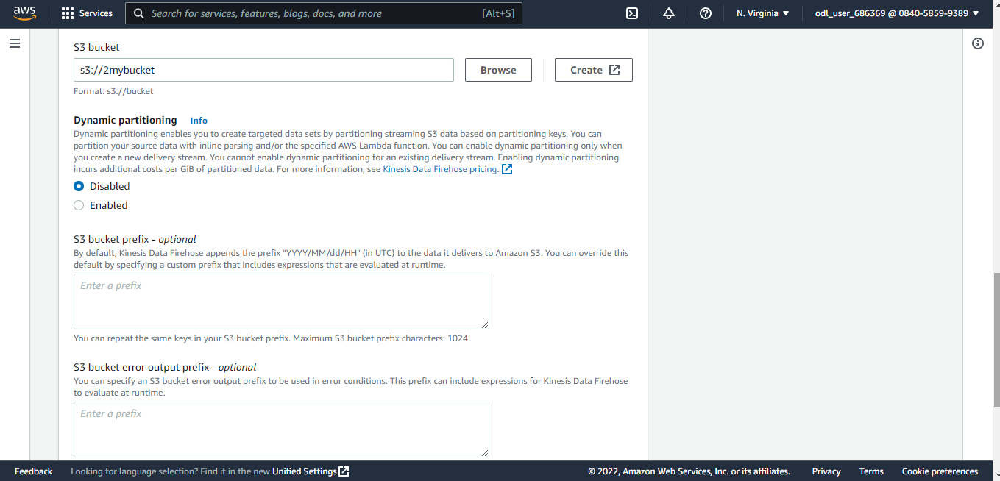 aws
Services
Search for services, features, blogs, docs, and more [Alt+S]
N. Virginia
odl_user_686369 @ 0840-5859-9389
S3 bucket
s3://2mybucket
Browse
Create
Format: s3://bucket
Dynamic partitioning Info
Dynamic partitioning enables you to create targeted data sets by partitioning streaming S3 data based on partitioning keys. You can
partition your source data with inline parsing and/or the specified AWS Lambda function. You can enable dynamic partitioning only when
you create a new delivery stream. You cannot enable dynamic partitioning for an existing delivery stream. Enabling dynamic partitioning
incurs additional costs per GiB of partitioned data. For more information, see Kinesis Data Firehose pricing.
Disabled
Enabled
S3 bucket prefix - optional
By default, Kinesis Data Firehose appends the prefix "YYYY/MM/dd/HH" (in UTC) to the data it delivers to Amazon S3. You can override this
default by specifying a custom prefix that includes expressions that are evaluated at runtime.
Enter a prefix
You can repeat the same keys in your S3 bucket prefix. Maximum S3 bucket prefix characters: 1024.
S3 bucket error output prefix - optional
You can specify an S3 bucket error output prefix to be used in error conditions. This prefix can include expressions for Kinesis Data Firehose
to evaluate at runtime.
Enter a prefix
Feedback
Looking for language selection? Find it in the new Unified Settings
© 2022, Amazon Web Services, Inc. or its affiliates.
Privacy
Terms
Cookie preferences